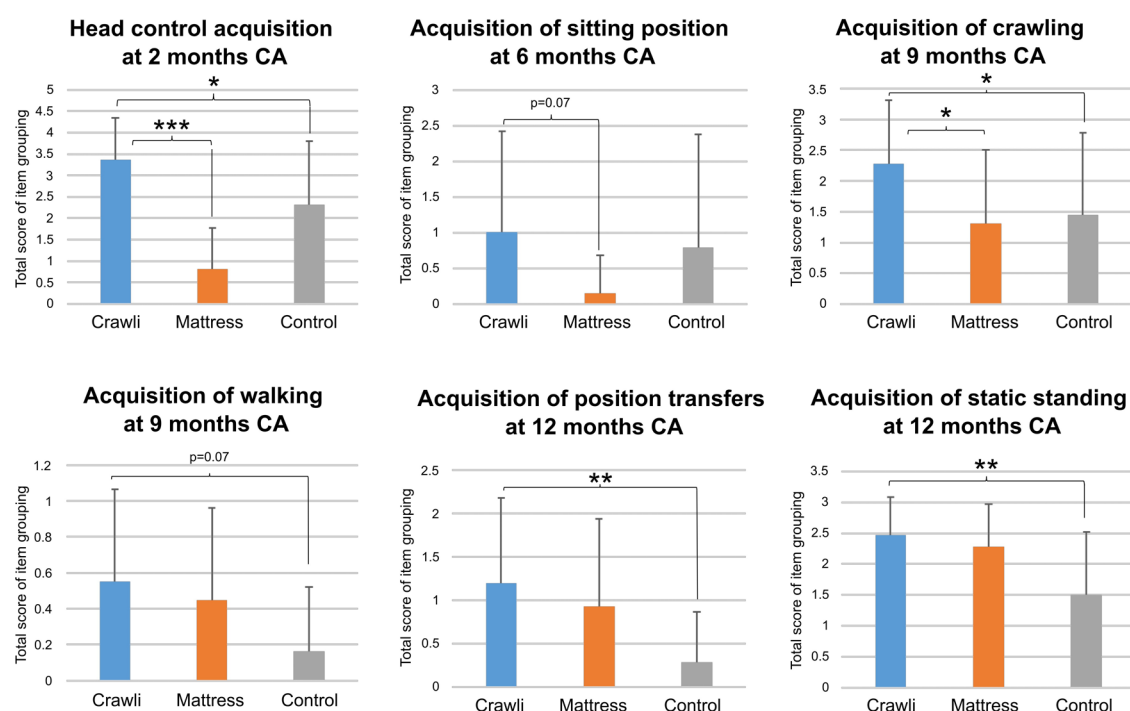 Head control acquisition
at 2 months CA
Total score of item grouping
5
4.5
4
3.5
3
2.5
2
1.5
1
0.5
0
*
***
Crawli Mattress Control
Acquisition of sitting position
at 6 months CA
Total score of item grouping
3
2.5
2
1.5
1
0.5
0
p=0.07
Crawli Mattress Control
Acquisition of crawling
at 9 months CA
Total score of item grouping
3.5
3
2.5
2
1.5
1
0.5
0
*
*
Crawli Mattress Control
Acquisition of walking
at 9 months CA
Total score of item grouping
1.2
1
0.8
0.6
0.4
0.2
0
p=0.07
Crawli Mattress Control
Acquisition of position transfers
at 12 months CA
Total score of item grouping
2.5
2
1.5
1
0.5
0
**
Crawli Mattress Control
Acquisition of static standing
at 12 months CA
Total score of item grouping
3.5
3
2.5
2
1.5
1
0.5
0
**
Crawli Mattress Control